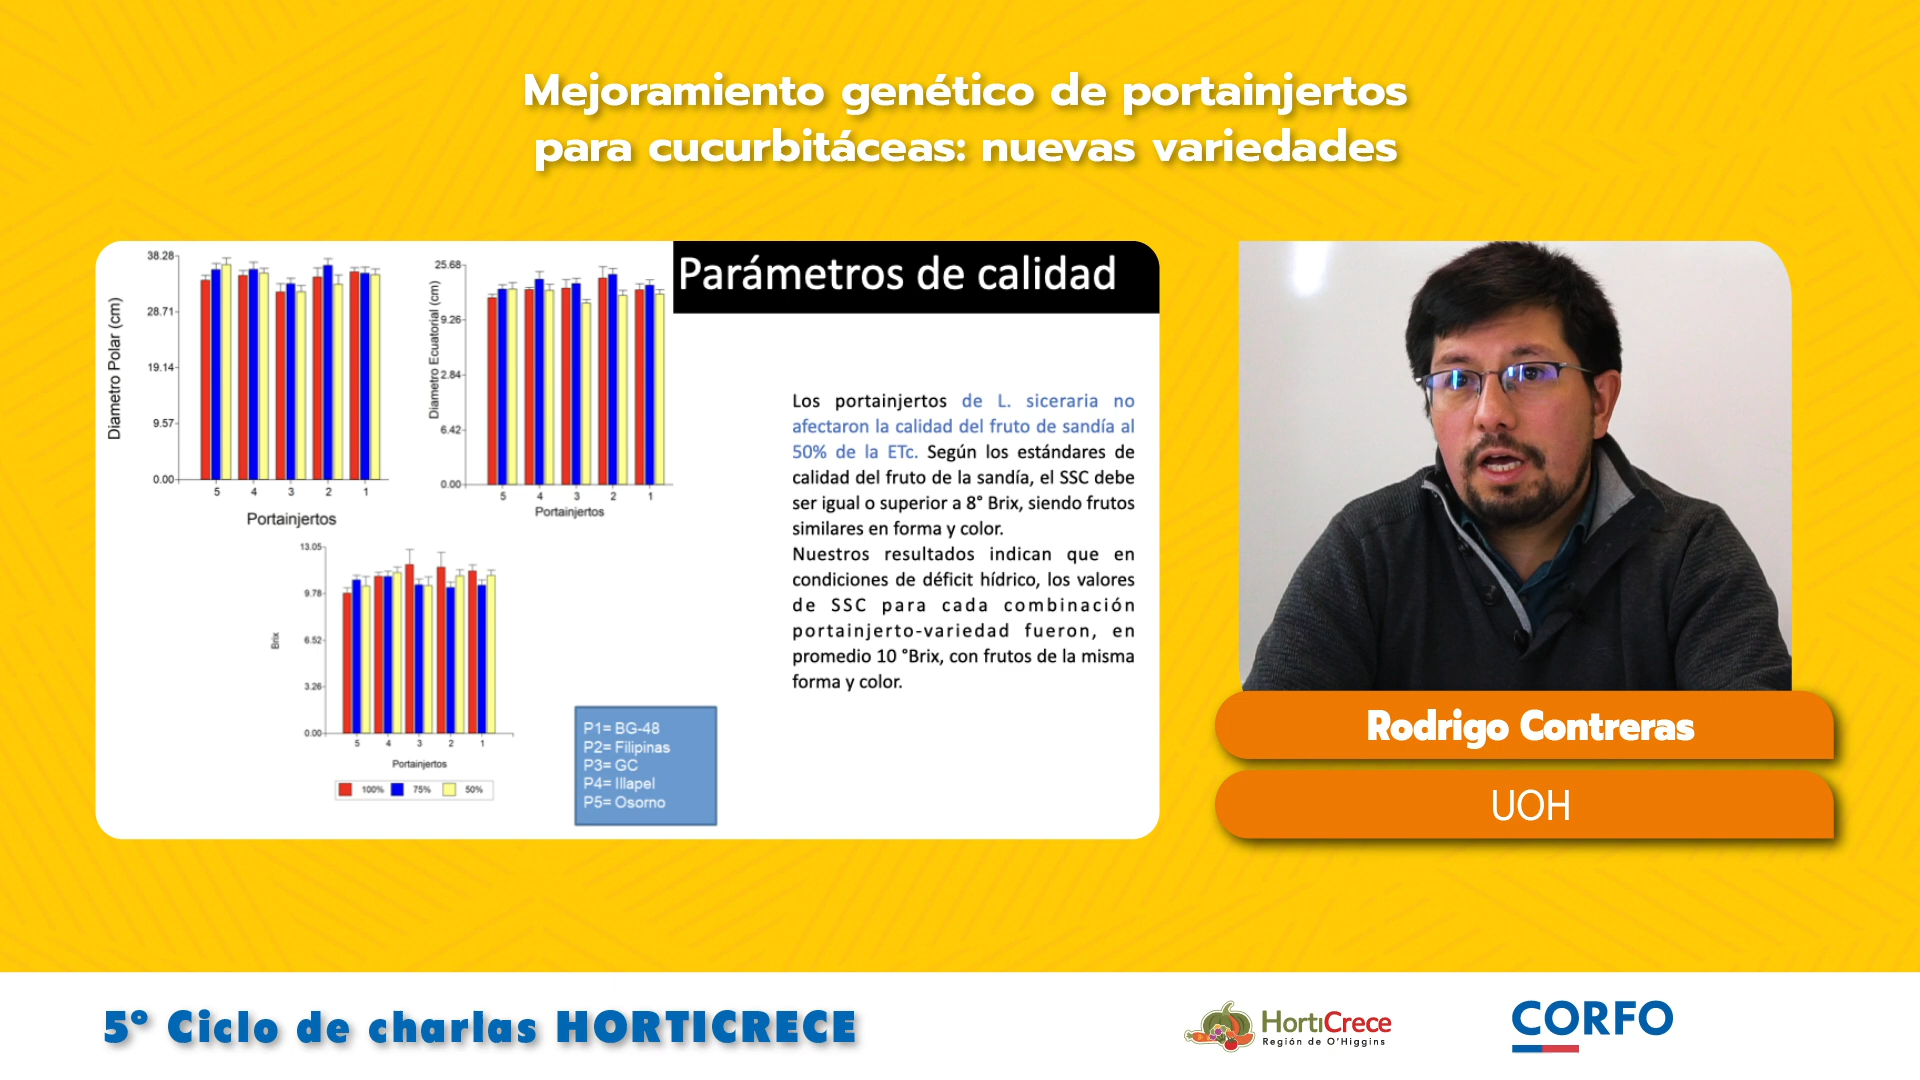 Mejoramiento genético de portainjertos
para cucurbitáceas: nuevas variedades
38.28
28.71
19.14
9.57
0.00
Diametro Polar (cm)
5 4 3 2 1
Portainjertos
25.68
9.26
2.84
6.42
0.00
Diametro Ecuatorial (cm)
5 4 3 2 1
Portainjertos
Parámetros de calidad
Los portainjertos de L. siceraria no
afectaron la calidad del fruto de sandía al
50% de la ETc. Según los estándares de
calidad del fruto de la sandía, el SSC debe
ser igual o superior a 8° Brix, siendo frutos
similares en forma y color.
Nuestros resultados indican que en
condiciones de déficit hídrico, los valores
de SSC para cada combinación
portainjerto-variedad fueron, en
promedio 10 °Brix, con frutos de la misma
forma y color.
13.05
9.78
6.52
3.26
0.00
Brix
5 4 3 2 1
Portainjertos
100% 75% 50%
P1= BG-48
P2= Filipinas
P3= GC
P4= Illapel
P5= Osorno
Rodrigo Contreras
UOH
5° Ciclo de charlas HORTICRECE
HortiCrece
Región de O'Higgins
CORFO